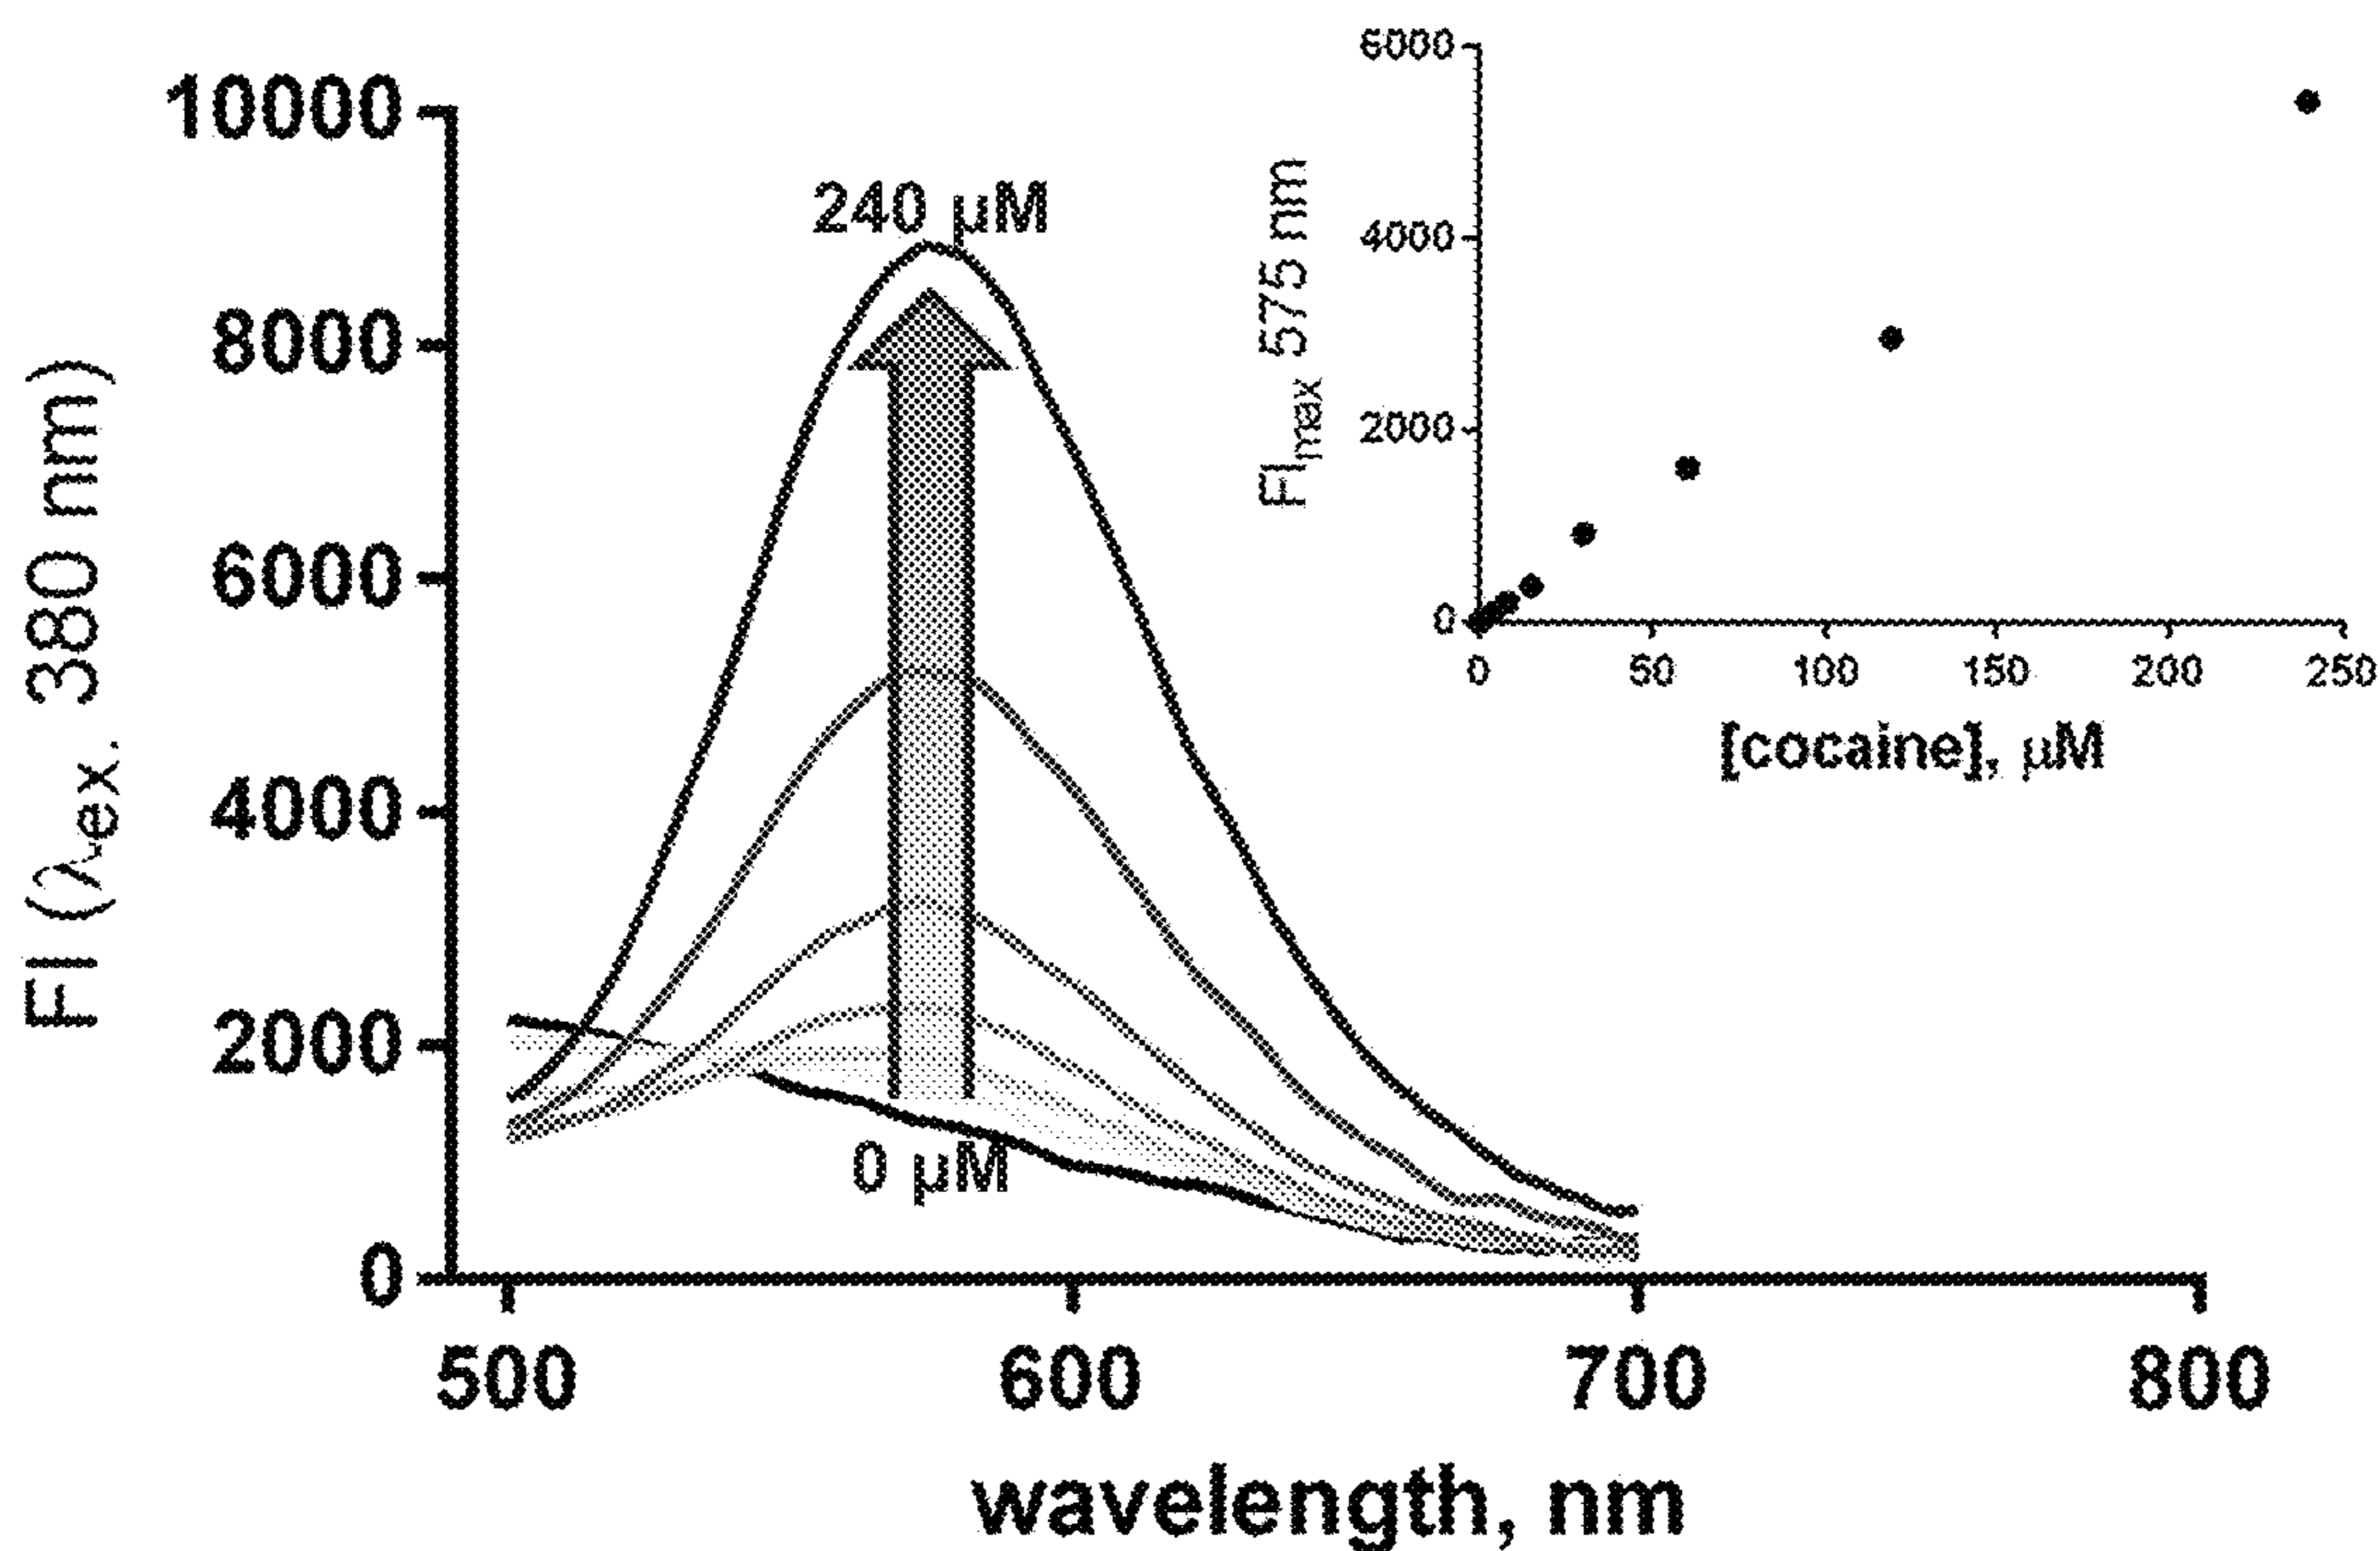 10000
8000
6000
4000
2000
0
FI (λex. 380 nm)
240 μM
0 μM
500 600 700 800
wavelength, nm
6000
4000
2000
0
FImax 575 nm
0 50 100 150 200 250
[cocaine], μM